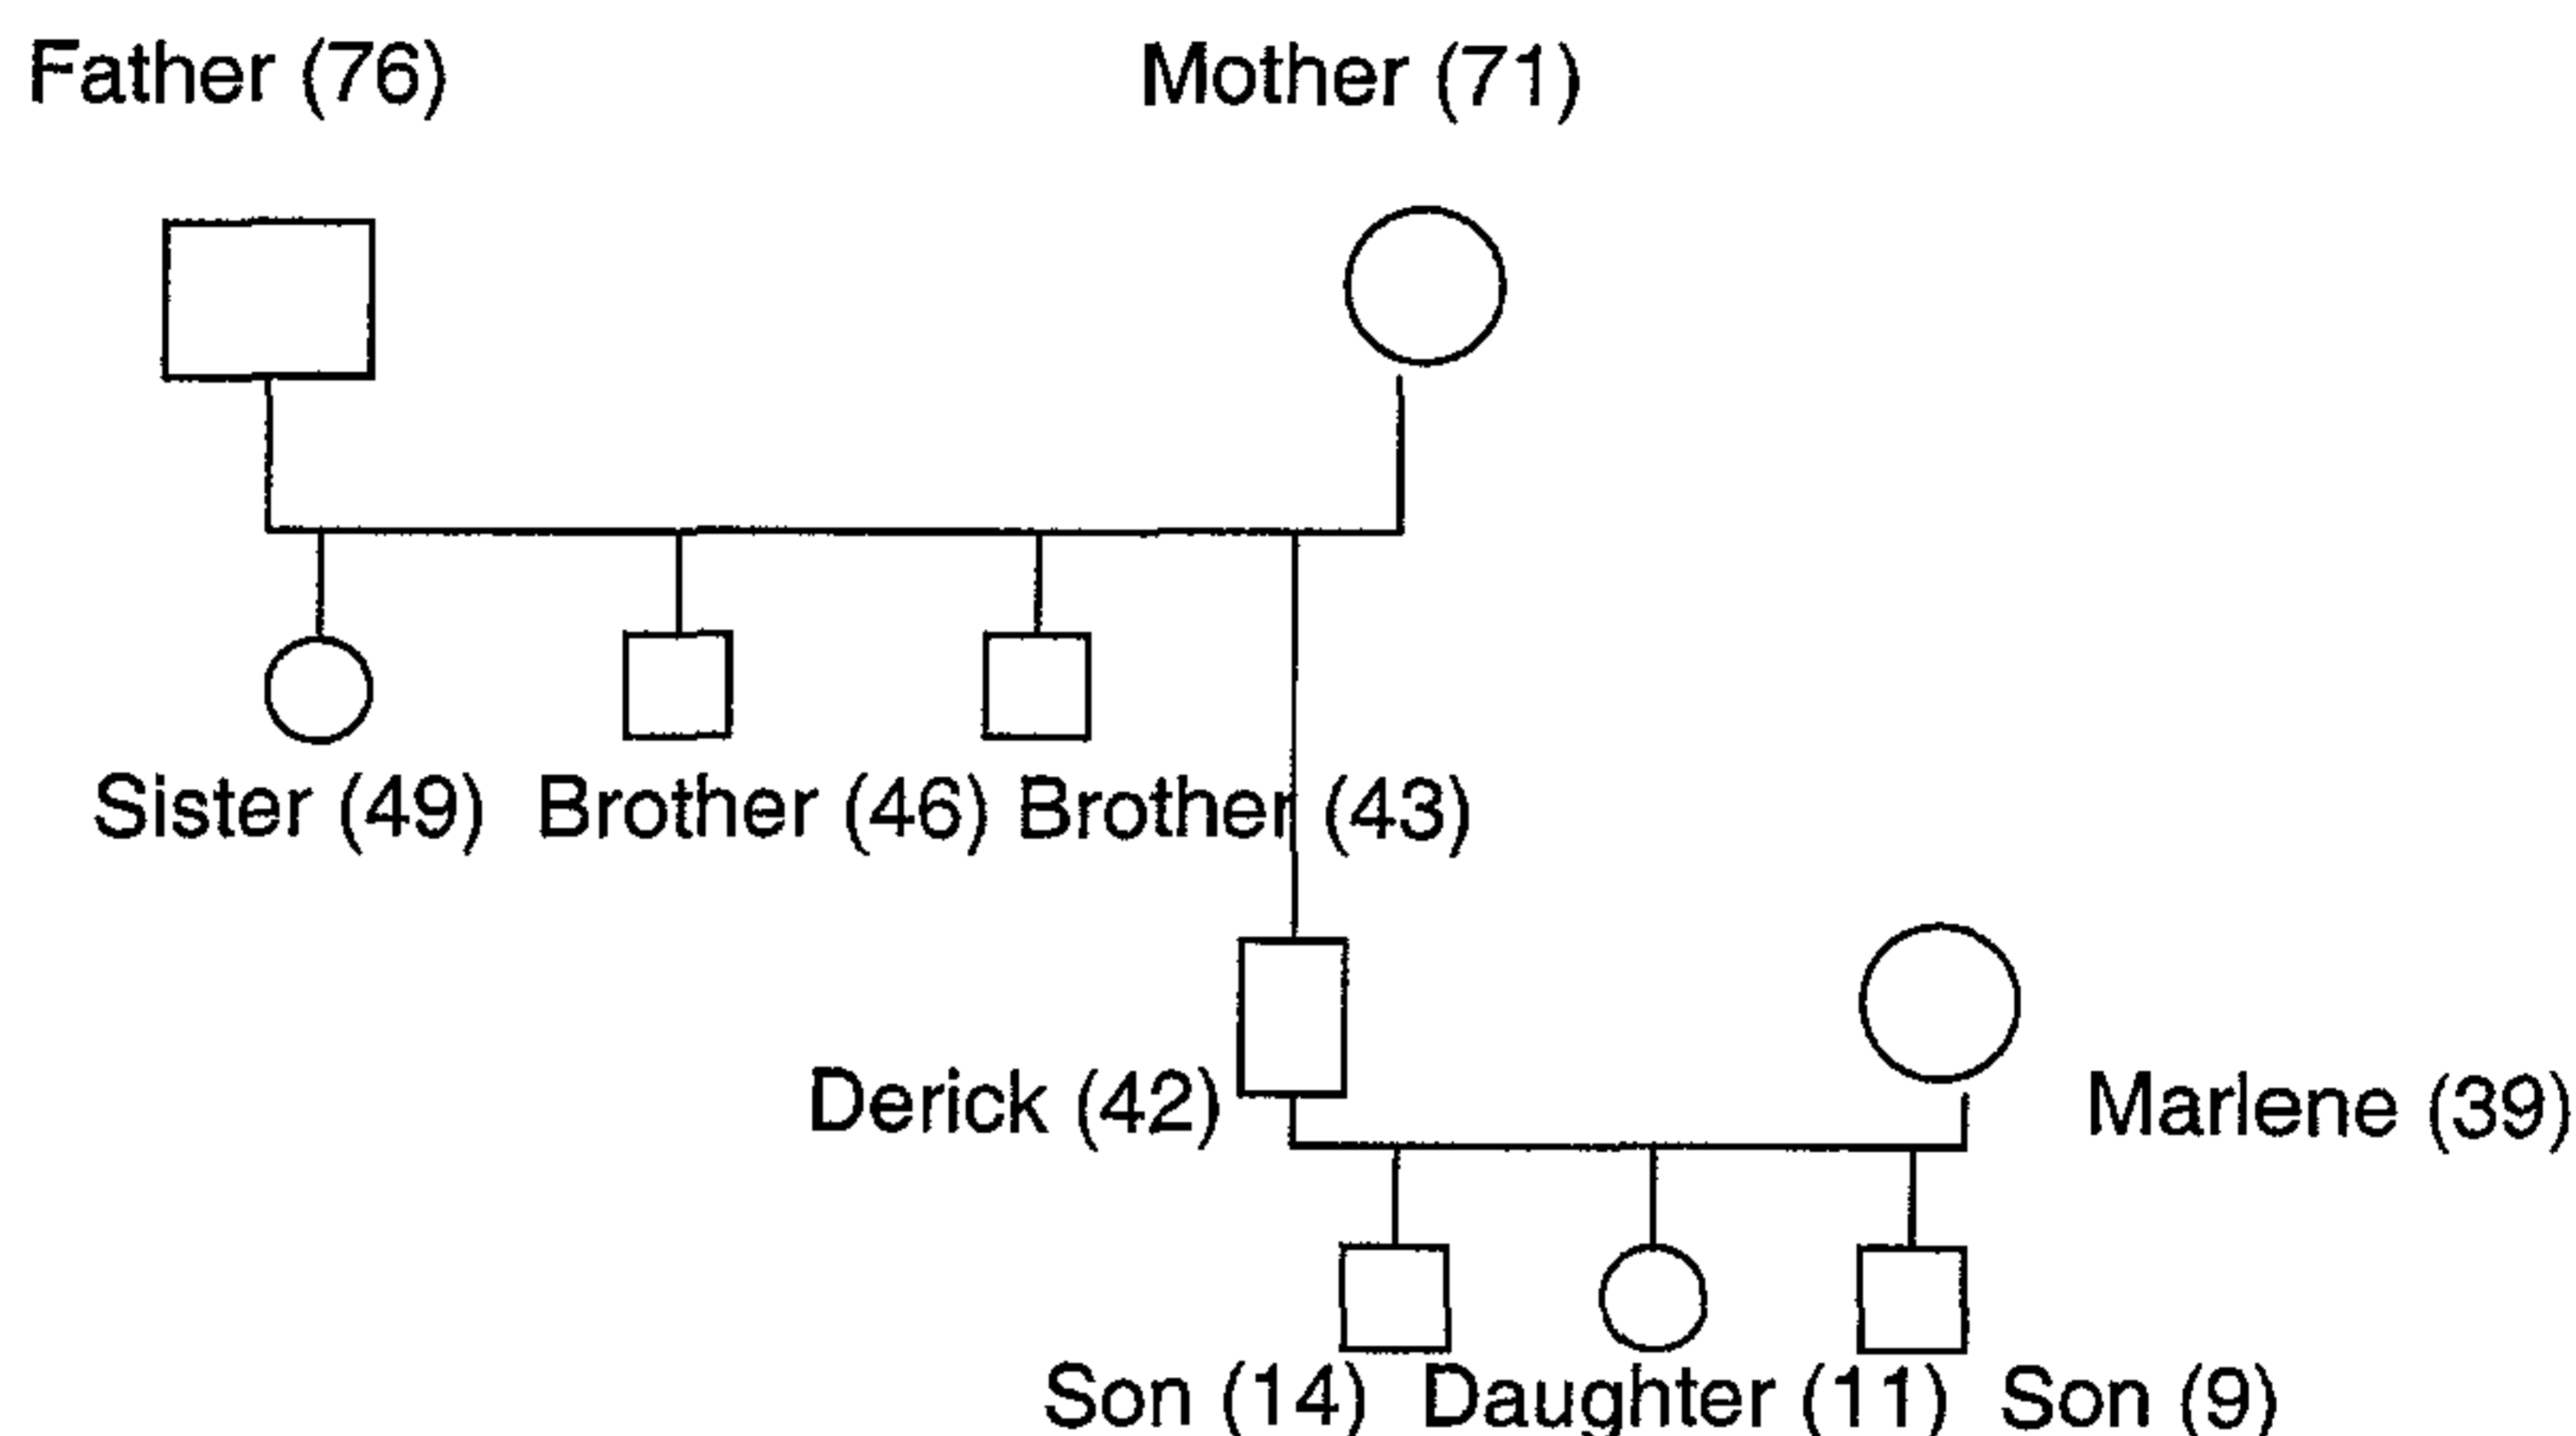 Father (76) Mother (71)
Sister (49) Brother (46) Brother (43)
Derick (42) Marlene (39)
Son (14) Daughter (11) Son (9)